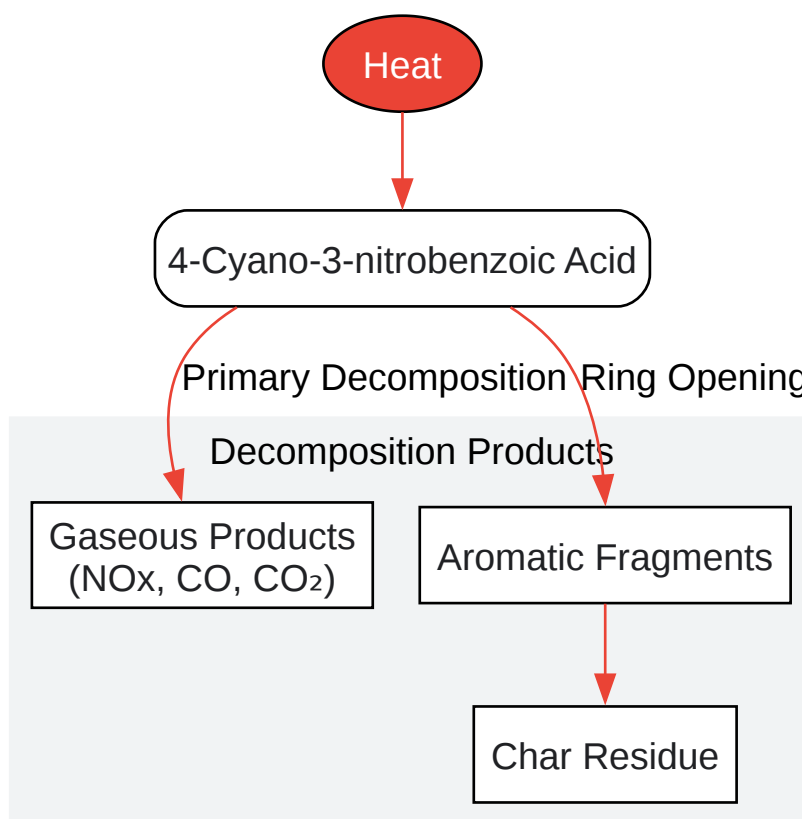 Heat
4-Cyano-3-nitrobenzoic Acid
Primary Decomposition
Ring Opening
Decomposition Products
Gaseous Products
(NOx, CO, CO₂)
Aromatic Fragments
Char Residue